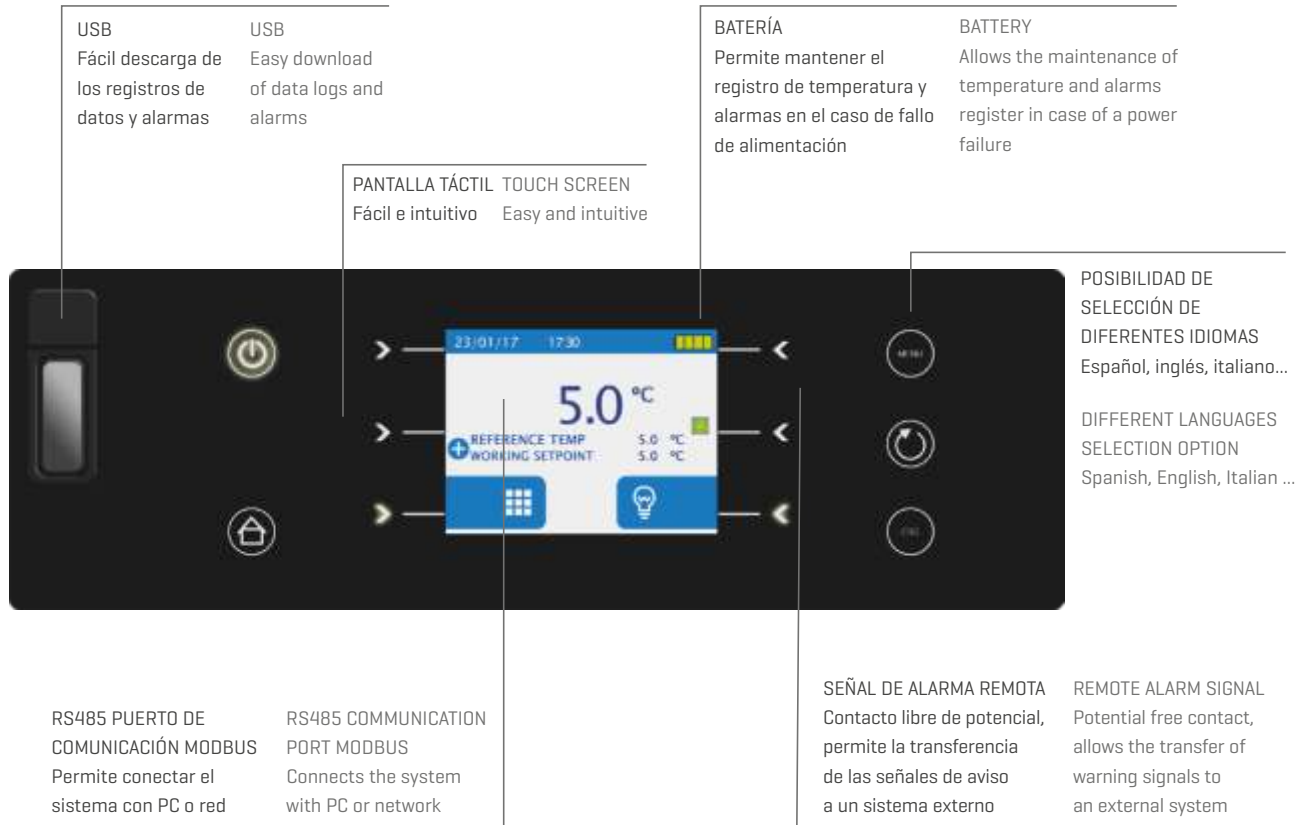 USB
Fácil descarga de
los registros de
datos y alarmas
USB
Easy download
of data logs and
alarms
BATERÍA
Permite mantener el
registro de temperatura y
alarmas en el caso de fallo
de alimentación
BATTERY
Allows the maintenance of
temperature and alarms
register in case of a power
failure
PANTALLA TÁCTIL
Fácil e intuitivo
TOUCH SCREEN
Easy and intuitive
POSIBILIDAD DE
SELECCIÓN DE
DIFERENTES IDIOMAS
Español, inglés, italiano...
DIFFERENT LANGUAGES
SELECTION OPTION
Spanish, English, Italian ...
23/01/17 17:30
5.0 °C
REFERENCE TEMP 5.0 °C
WORKING SETPOINT 5.0 °C
MENU
RS485 PUERTO DE
COMUNICACIÓN MODBUS
Permite conectar el
sistema con PC o red
RS485 COMMUNICATION
PORT MODBUS
Connects the system
with PC or network
SEÑAL DE ALARMA REMOTA
Contacto libre de potencial,
permite la transferencia
de las señales de aviso
a un sistema externo
REMOTE ALARM SIGNAL
Potential free contact,
allows the transfer of
warning signals to
an external system